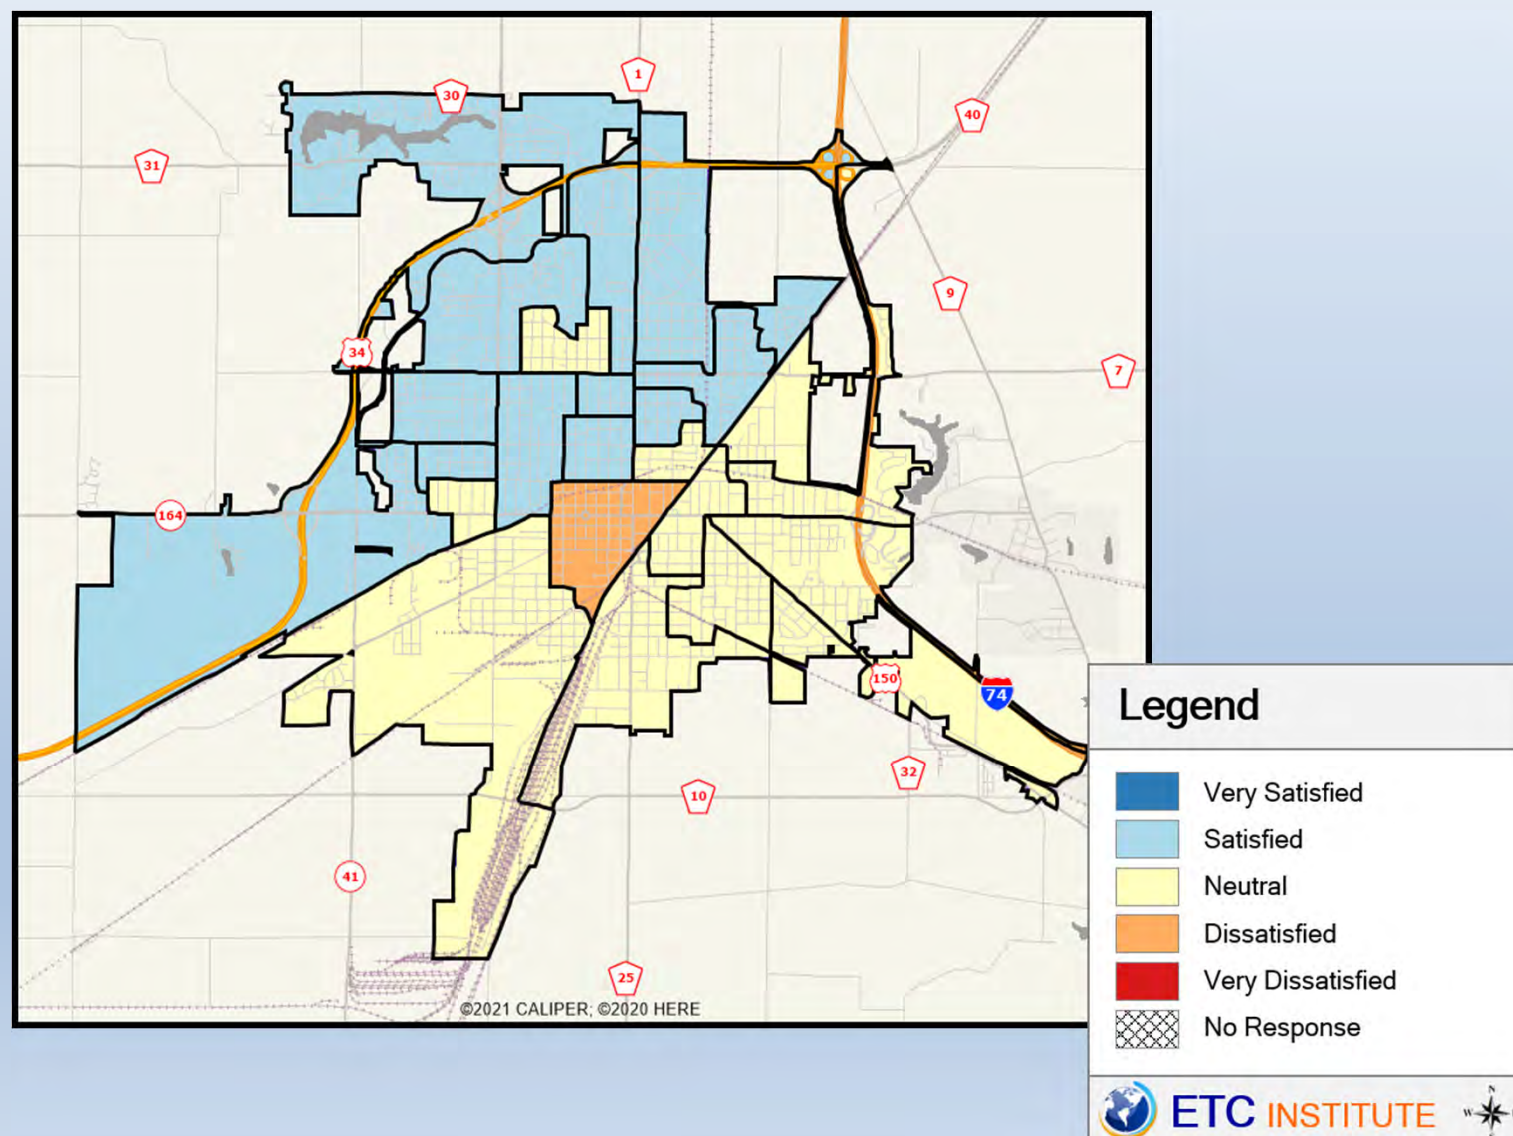 1
30
40
31
9
34
7
164
150
74
32
10
41
25
©2021 CALIPER; ©2020 HERE
Legend
Very Satisfied
Satisfied
Neutral
Dissatisfied
Very Dissatisfied
No Response
ETC INSTITUTE
N
W
S